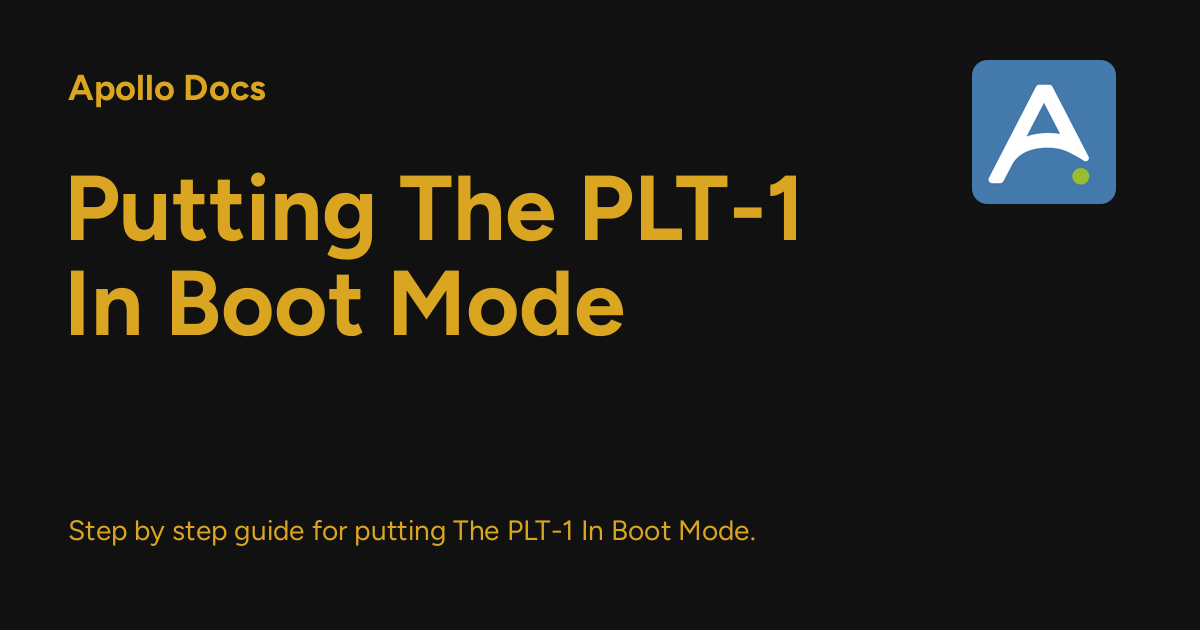 Apollo Docs
Putting The PLT-1
In Boot Mode
Step by step guide for putting The PLT-1 In Boot Mode.